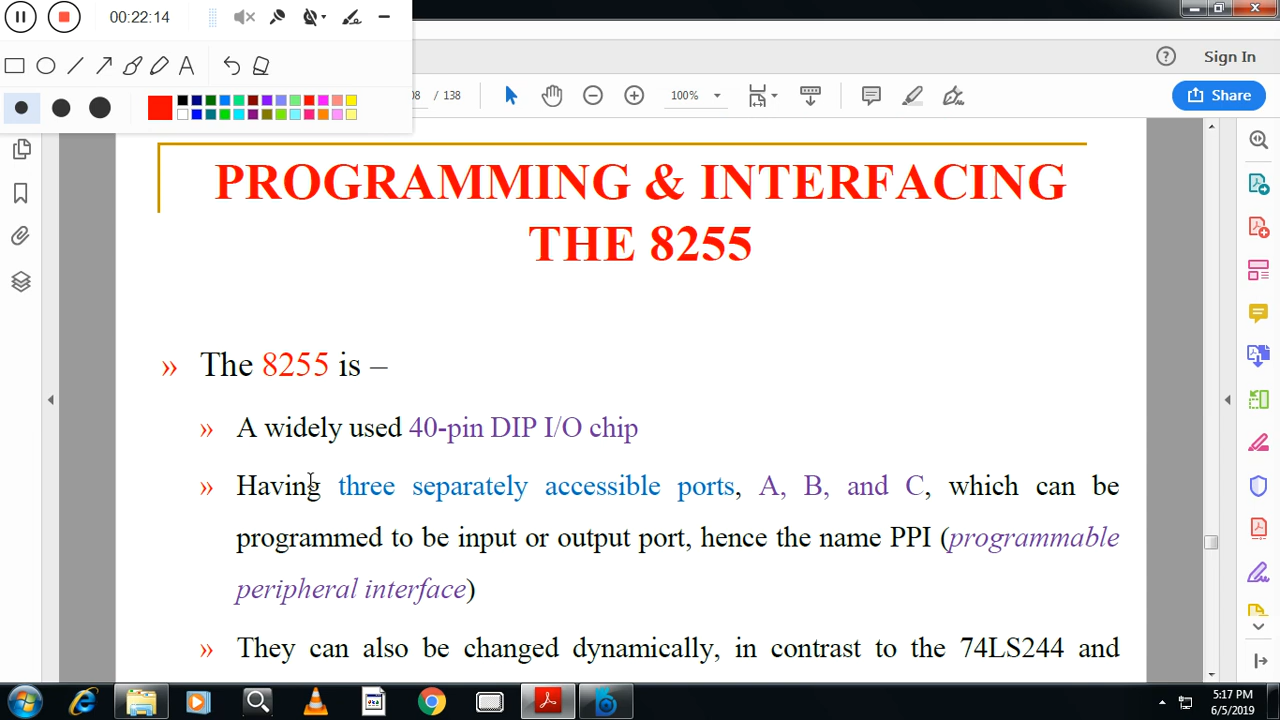 00:22:14
Sign In
08 / 138
100%
Share
PROGRAMMING & INTERFACING
THE 8255
» The 8255 is –
» A widely used 40-pin DIP I/O chip
» Having three separately accessible ports, A, B, and C, which can be
programmed to be input or output port, hence the name PPI (programmable
peripheral interface)
» They can also be changed dynamically, in contrast to the 74LS244 and
5:17 PM
6/5/2019